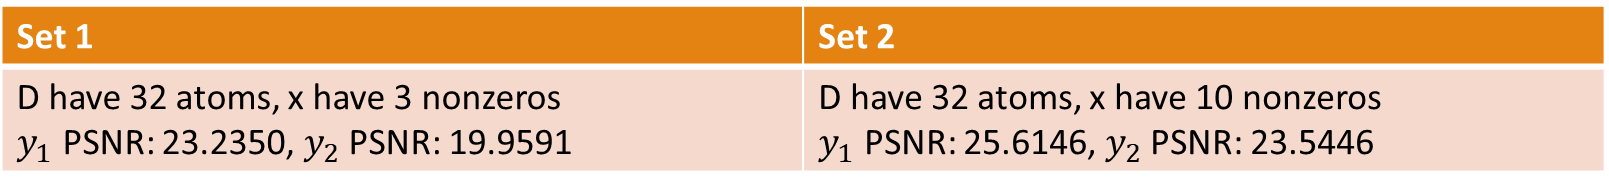 Set 1
D have 32 atoms, x have 3 nonzeros
y₁ PSNR: 23.2350, y₂ PSNR: 19.9591
Set 2
D have 32 atoms, x have 10 nonzeros
y₁ PSNR: 25.6146, y₂ PSNR: 23.5446